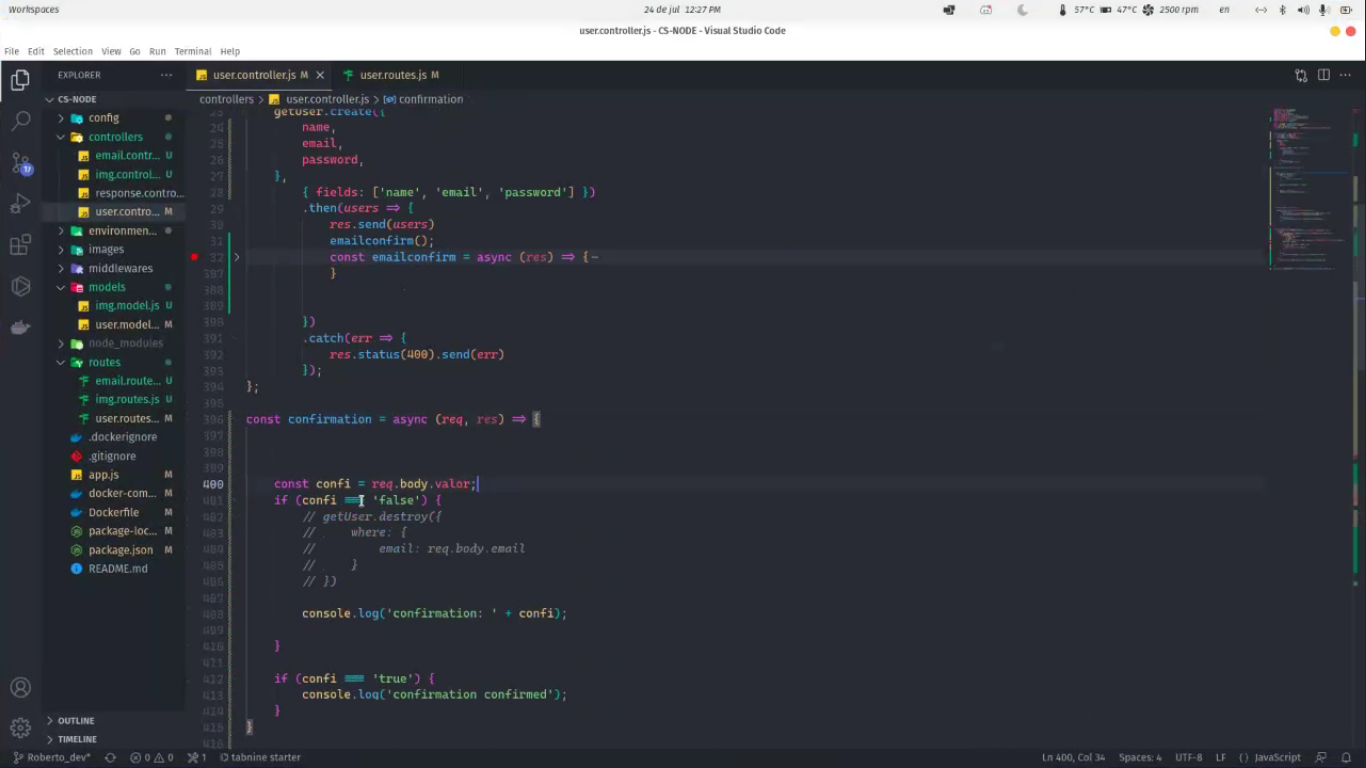 Workspaces
24 de jul 12:27 PM
57°C
47°C
2500 rpm
en
user.controller.js - CS-NODE - Visual Studio Code
File Edit Selection View Go Run Terminal Help
EXPLORER
user.controller.js M
user.routes.js M
CS-NODE
controllers > user.controller.js > confirmation
config
controllers
email.contr... U
img.control... U
response.contro...
user.contro... M
environmen...
images
middlewares
models
img.model.js U
user.model... M
node_modules
routes
email.route... U
img.routes.js U
user.routes... M
.dockerignore
.gitignore
app.js M
docker-com... M
Dockerfile M
package-loc... M
package.json M
README.md
OUTLINE
TIMELINE
17
23 getUser.create({
24 name,
25 email,
26 password,
27 },
28 { fields: ['name', 'email', 'password'] })
29 .then(users => {
30 res.send(users)
31 emailconfirm();
32 const emailconfirm = async (res) => {
387 }
388
389
390 })
391 .catch(err => {
392 res.status(400).send(err)
393 });
394 };
395
396 const confirmation = async (req, res) => {
397
398
399
400 const confi = req.body.valor;
401 if (confi === 'false') {
402 // getUser.destroy({
403 // where: {
404 // email: req.body.email
405 // }
406 // })
408 console.log('confirmation: ' + confi);
409
410 }
411
412 if (confi === 'true') {
413 console.log('confirmation confirmed');
414 }
415 }
416
Roberto_dev*
0 0
1
tabnine starter
Ln 400, Col 34
Spaces: 4
UTF-8
LF
{} JavaScript